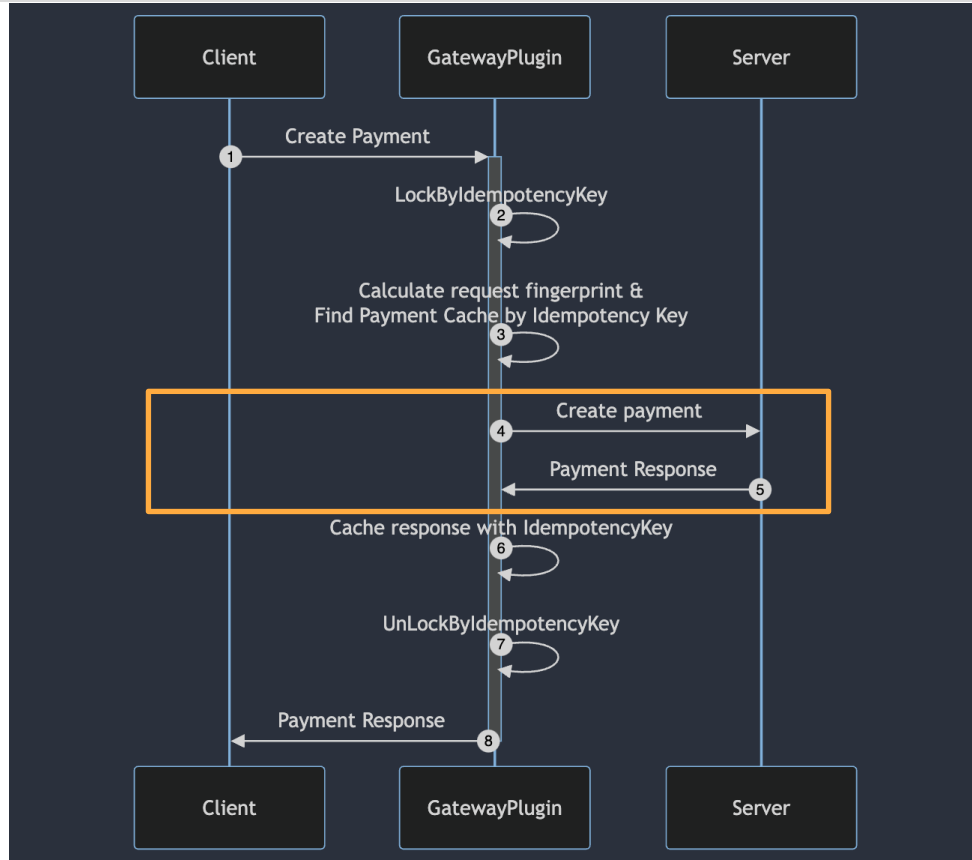 Client
GatewayPlugin
Server
Create Payment
1
LockByIdempotencyKey
2
Calculate request fingerprint &
Find Payment Cache by Idempotency Key
3
Create payment
4
Payment Response
5
Cache response with IdempotencyKey
6
UnLockByIdempotencyKey
7
Payment Response
8
Client
GatewayPlugin
Server